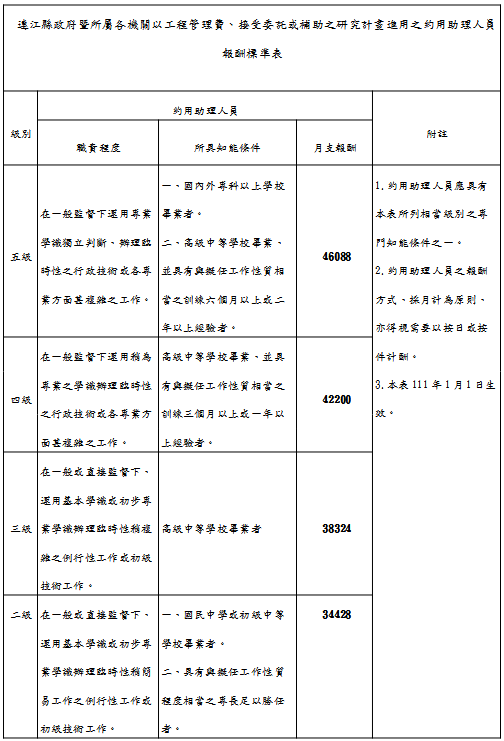 連江縣政府暨所屬各機關以工程管理費、接受委託或補助之研究計畫進用之約用助理人員
報酬標準表
級別
約用助理人員
附註
職責程度
所具知能條件
月支報酬
五級
在一般監督下運用專業
學識獨立判斷、辦理臨
時性之行政技術或各專
業方面甚複雜之工作。
一、國內外專科以上學校
畢業者。
二、高級中等學校畢業、
並具有與擬任工作性質相
當之訓練六個月以上或二
年以上經驗者。
46088
1.約用助理人員應具有
本表所列相當級別之專
門知能條件之一。
2.約用助理人員之報酬
方式、採月計為原則、
亦得視需要以按日或按
件計酬。
3.本表111年1月1日生
效。
四級
在一般監督下運用稍為
專業之學識辦理臨時性
之行政技術或各專業方
面甚複雜之工作。
高級中等學校畢業、並具
有與擬任工作性質相當之
訓練三個月以上或一年以
上經驗者。
42200
三級
在一般或直接監督下、
運用基本學識或初步專
業學識辦理臨時性稍複
雜之例行性工作或初級
技術工作。
高級中等學校畢業者
38324
二級
在一般或直接監督下、
運用基本學識或初步專
業學識辦理臨時性稍簡
易工作之例行性工作或
初級技術工作。
一、國民中學或初級中等
學校畢業者。
二、具有與擬任工作性質
程度相當之專長足以勝任
者。
34428